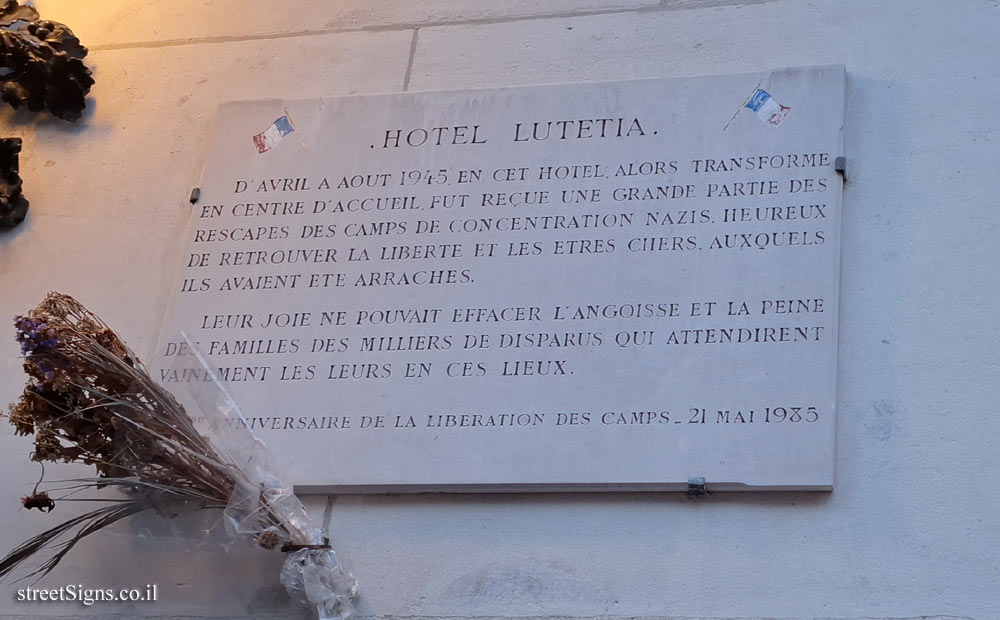 .HOTEL LUTETIA.
D'AVRIL A AOUT 1945, EN CET HOTEL, ALORS TRANSFORME
EN CENTRE D'ACCUEIL, FUT REÇUE UNE GRANDE PARTIE DES
RESCAPES DES CAMPS DE CONCENTRATION NAZIS, HEUREUX
DE RETROUVER LA LIBERTE ET LES ETRES CHERS, AUXQUELS
ILS AVAIENT ETE ARRACHES.
LEUR JOIE NE POUVAIT EFFACER L'ANGOISSE ET LA PEINE
DES FAMILLES DES MILLIERS DE DISPARUS QUI ATTENDIRENT
VAINEMENT LES LEURS EN CES LIEUX.
ANNIVERSAIRE DE LA LIBERATION DES CAMPS_ 21 MAI 1985
streetSigns.co.il